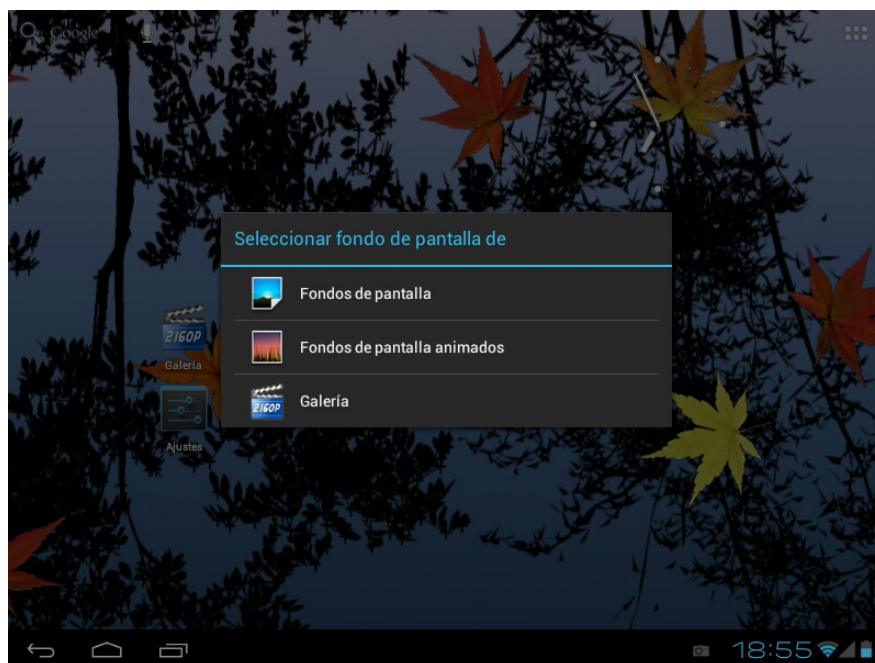 Google
Seleccionar fondo de pantalla de
Fondos de pantalla
2160P
Galería
Fondos de pantalla animados
2160P
Galería
Ajustes
18:55